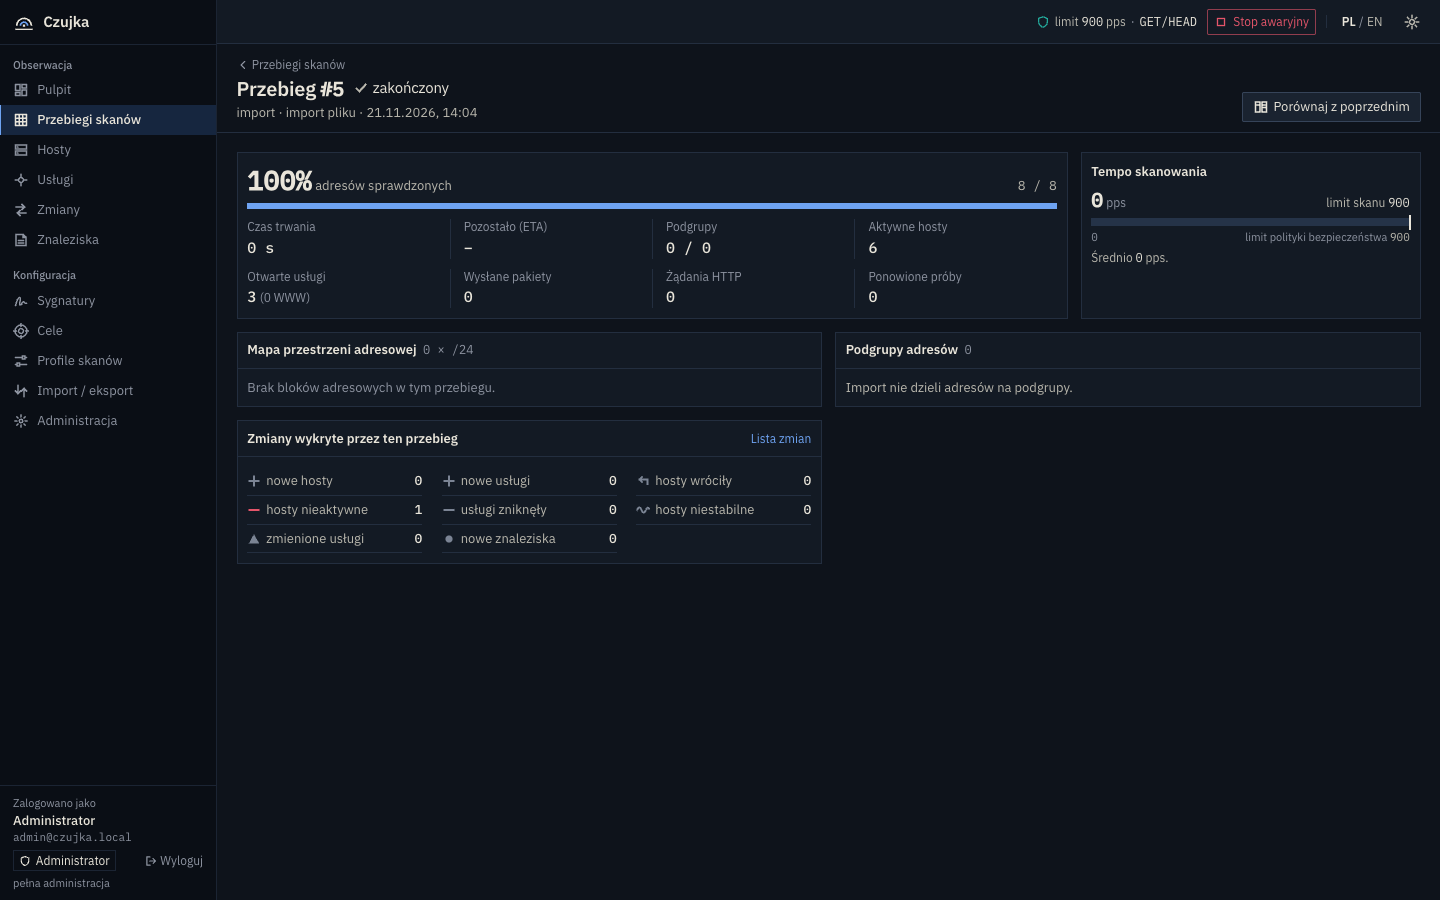 Czujka
limit 900 pps · GET/HEAD
Stop awaryjny
PL / EN
Obserwacja
Pulpit
Przebiegi skanów
Hosty
Usługi
Zmiany
Znaleziska
Konfiguracja
Sygnatury
Cele
Profile skanów
Import / eksport
Administracja
Zalogowano jako
Administrator
admin@czujka.local
Administrator
Wyloguj
pełna administracja
Przebiegi skanów
Przebieg #5 zakończony
import · import pliku · 21.11.2026, 14:04
Porównaj z poprzednim
100% adresów sprawdzonych 8 / 8
Czas trwania
0 s
Pozostało (ETA)
–
Podgrupy
0 / 0
Aktywne hosty
6
Otwarte usługi
3 (0 WWW)
Wysłane pakiety
0
Żądania HTTP
0
Ponowione próby
0
Tempo skanowania
0 pps limit skanu 900
0 limit polityki bezpieczeństwa 900
Średnio 0 pps.
Mapa przestrzeni adresowej 0 × /24
Brak bloków adresowych w tym przebiegu.
Podgrupy adresów 0
Import nie dzieli adresów na podgrupy.
Zmiany wykryte przez ten przebieg Lista zmian
nowe hosty 0
nowe usługi 0
hosty wróciły 0
hosty nieaktywne 1
usługi zniknęły 0
hosty niestabilne 0
zmienione usługi 0
nowe znaleziska 0